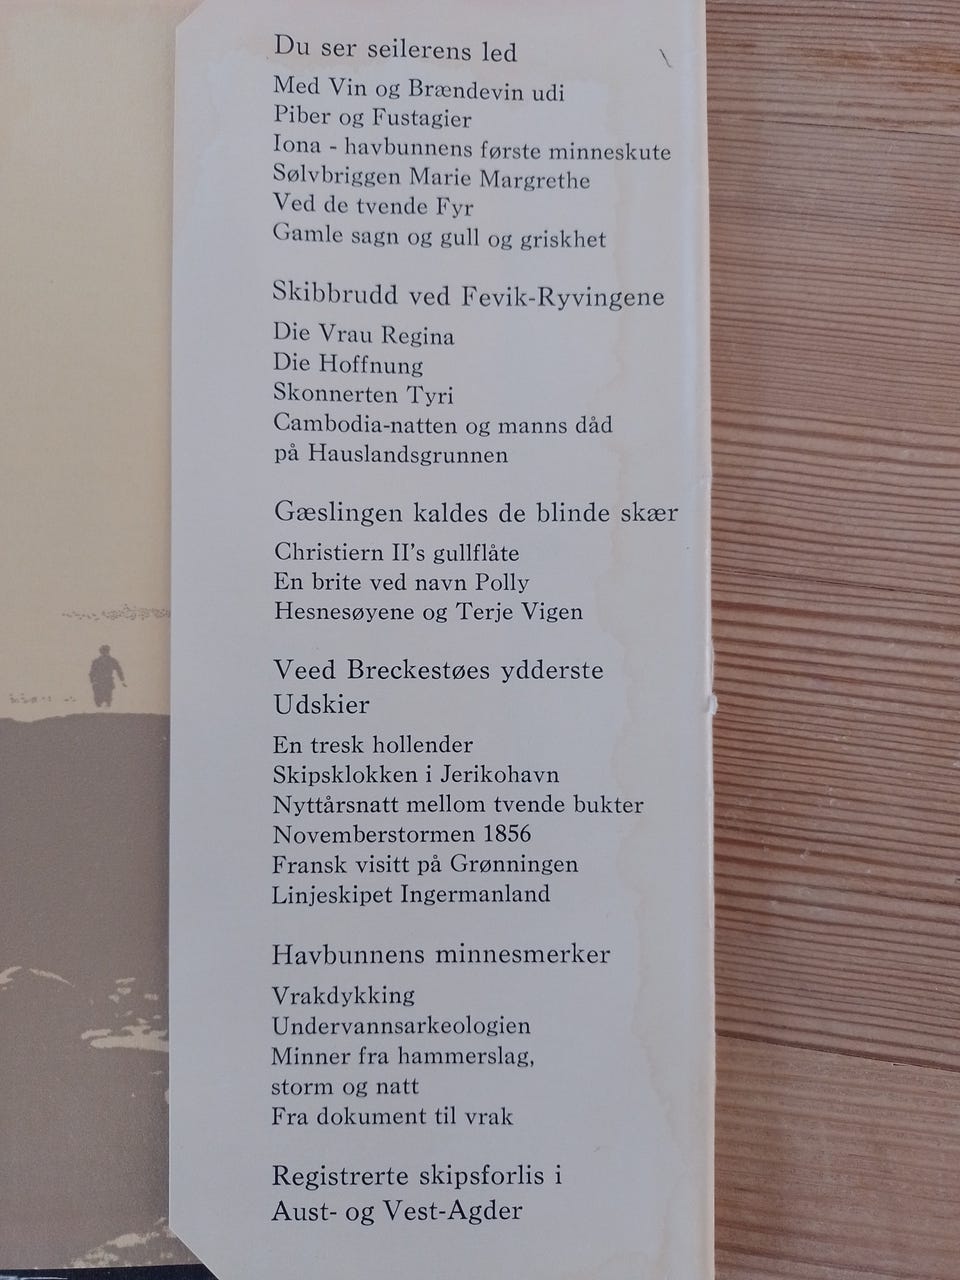 Du ser seilerens led
Med Vin og Brændevin udi
Piber og Fustagier
Iona - havbunnens første minneskute
Sølvbriggen Marie Margrethe
Ved de tvende Fyr
Gamle sagn og gull og griskhet
Skibbrudd ved Fevik-Ryvingene
Die Vrau Regina
Die Hoffnung
Skonnerten Tyri
Cambodia-natten og manns dåd
på Hauslandsgrunnen
Gæslingen kaldes de blinde skær
Christiern II's gullflåte
En brite ved navn Polly
Hesnesøyene og Terje Vigen
Veed Breckestøes ydderste
Udskier
En tresk hollender
Skipsklokken i Jerikohavn
Nyttårsnatt mellom tvende bukter
Novemberstormen 1856
Fransk visitt på Grønningen
Linjeskipet Ingermanland
Havbunnens minnesmerker
Vrakdykking
Undervannsarkeologien
Minner fra hammerslag,
storm og natt
Fra dokument til vrak
Registrerte skipsforlis i
Aust- og Vest-Agder